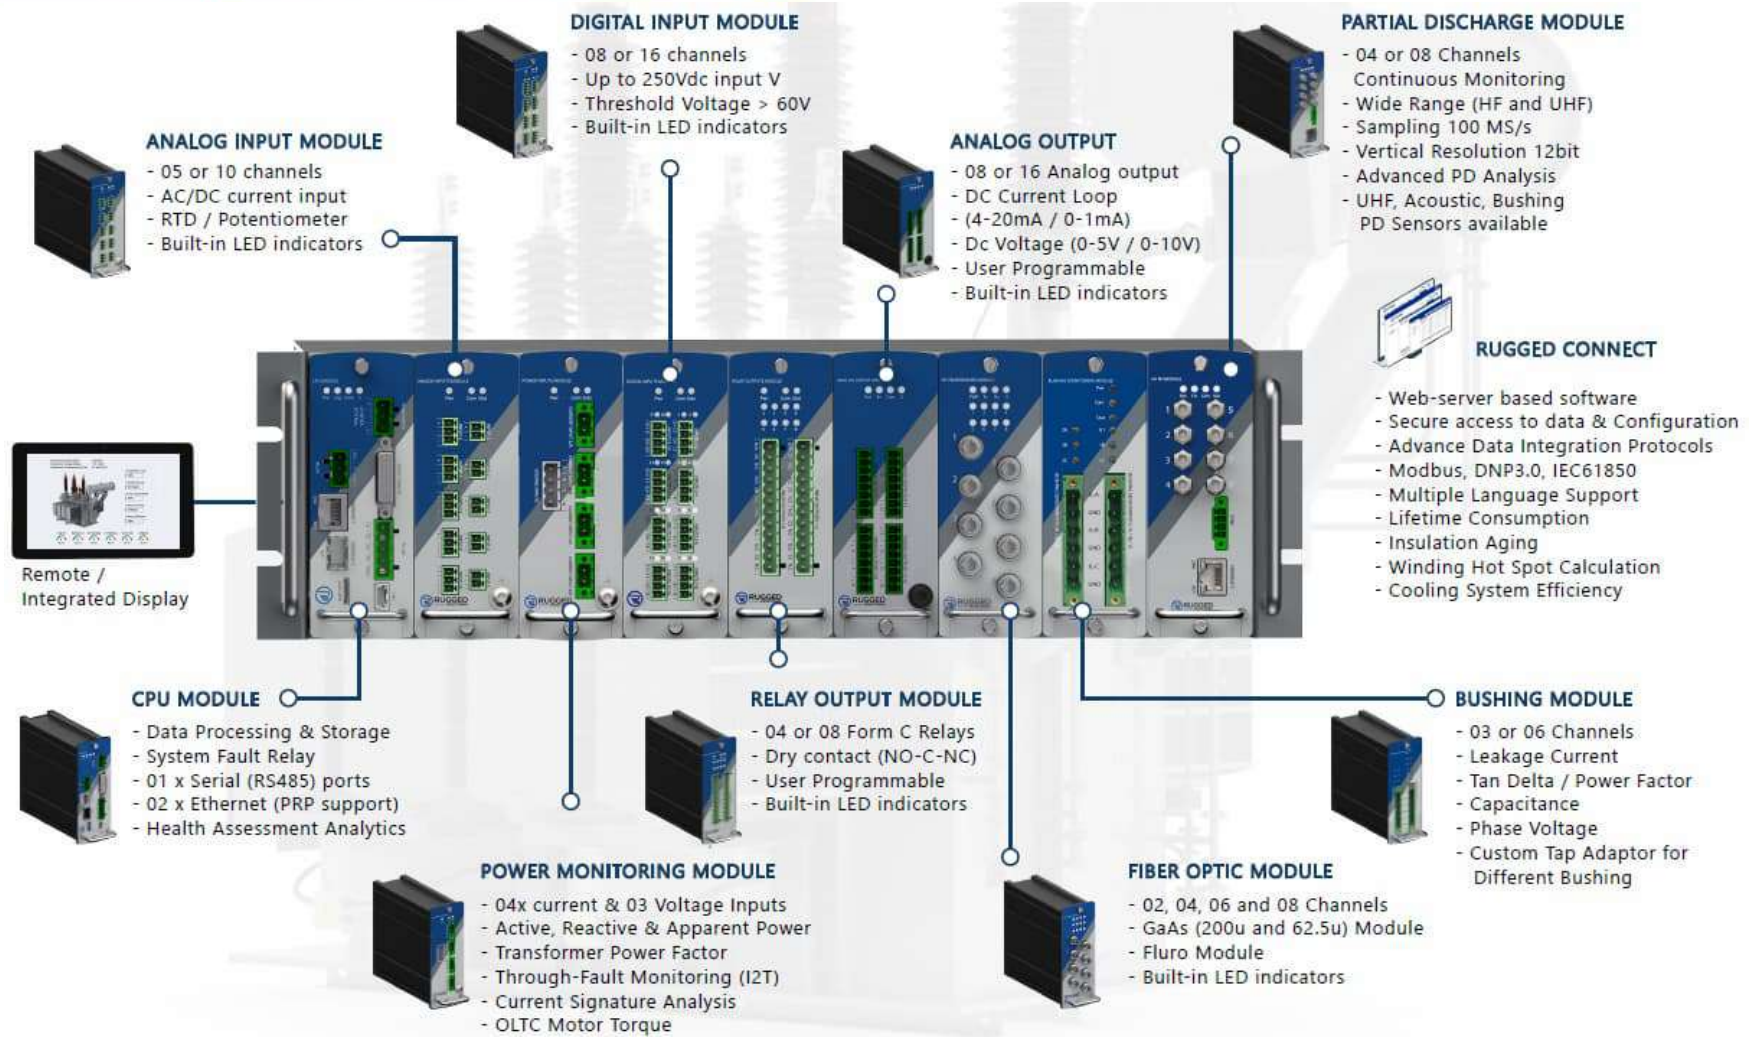 DIGITAL INPUT MODULE
- 08 or 16 channels
- Up to 250Vdc input V
- Threshold Voltage > 60V
- Built-in LED indicators
PARTIAL DISCHARGE MODULE
- 04 or 08 Channels
Continuous Monitoring
- Wide Range (HF and UHF)
- Sampling 100 MS/s
- Vertical Resolution 12bit
- Advanced PD Analysis
- UHF, Acoustic, Bushing
PD Sensors available
ANALOG INPUT MODULE
- 05 or 10 channels
- AC/DC current input
- RTD / Potentiometer
- Built-in LED indicators
ANALOG OUTPUT
- 08 or 16 Analog output
- DC Current Loop
- (4-20mA / 0-1mA)
- Dc Voltage (0-5V / 0-10V)
- User Programmable
- Built-in LED indicators
RUGGED CONNECT
- Web-server based software
- Secure access to data & Configuration
- Advance Data Integration Protocols
- Modbus, DNP3.0, IEC61850
- Multiple Language Support
- Lifetime Consumption
- Insulation Aging
- Winding Hot Spot Calculation
- Cooling System Efficiency
Remote /
Integrated Display
RUGGED
RUGGED
RUGGED
RUGGED
RUGGED
RUGGED
RUGGED
RUGGED
CPU MODULE
- Data Processing & Storage
- System Fault Relay
- 01 x Serial (RS485) ports
- 02 x Ethernet (PRP support)
- Health Assessment Analytics
RELAY OUTPUT MODULE
- 04 or 08 Form C Relays
- Dry contact (NO-C-NC)
- User Programmable
- Built-in LED indicators
BUSHING MODULE
- 03 or 06 Channels
- Leakage Current
- Tan Delta / Power Factor
- Capacitance
- Phase Voltage
- Custom Tap Adaptor for
Different Bushing
POWER MONITORING MODULE
- 04x current & 03 Voltage Inputs
- Active, Reactive & Apparent Power
- Transformer Power Factor
- Through-Fault Monitoring (I2T)
- Current Signature Analysis
- OLTC Motor Torque
FIBER OPTIC MODULE
- 02, 04, 06 and 08 Channels
- GaAs (200u and 62.5u) Module
- Fluro Module
- Built-in LED indicators